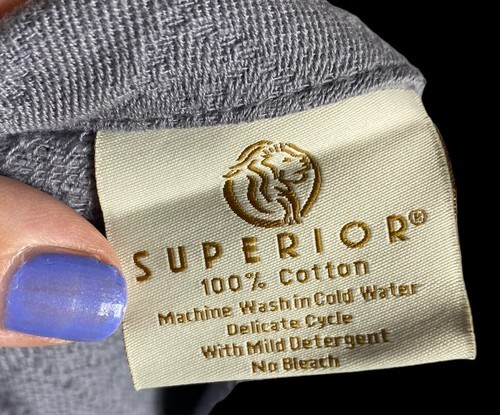 SUPERIOR®
100% Cotton
Machine Wash in Cold Water
Delicate Cycle
With Mild Detergent
No Bleach